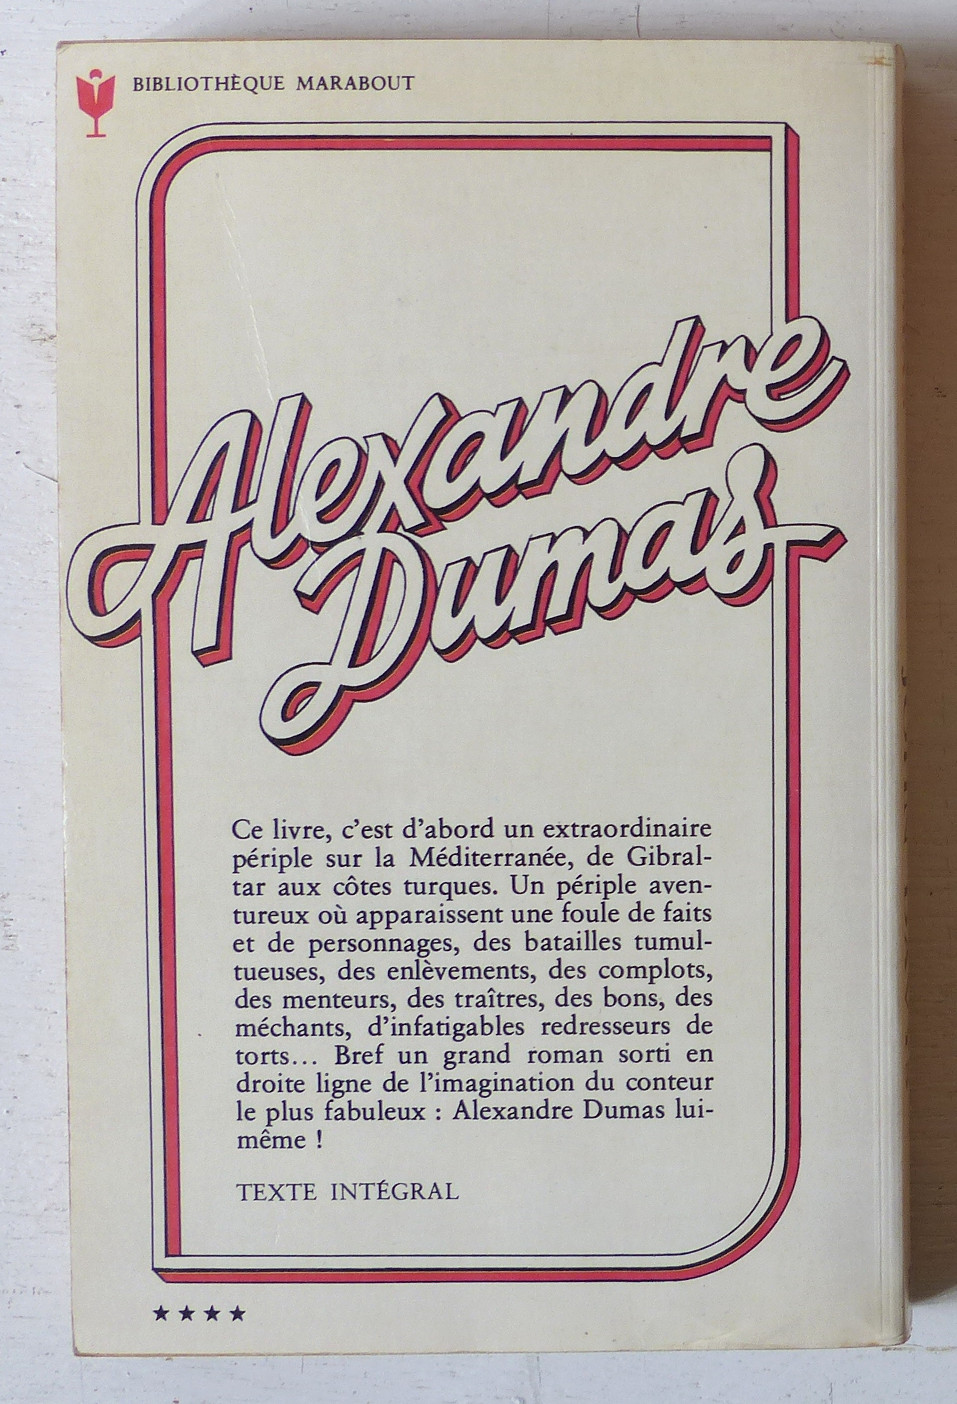 BIBLIOTHÈQUE MARABOUT
Alexandre
Dumas
Ce livre, c'est d'abord un extraordinaire
périple sur la Méditerranée, de Gibral-
tar aux côtes turques. Un périple aven-
tureux où apparaissent une foule de faits
et de personnages, des batailles tumul-
tueuses, des enlèvements, des complots,
des menteurs, des traîtres, des bons, des
méchants, d'infatigables redresseurs de
torts... Bref un grand roman sorti en
droite ligne de l'imagination du conteur
le plus fabuleux : Alexandre Dumas lui-
même !
TEXTE INTÉGRAL
★★★★